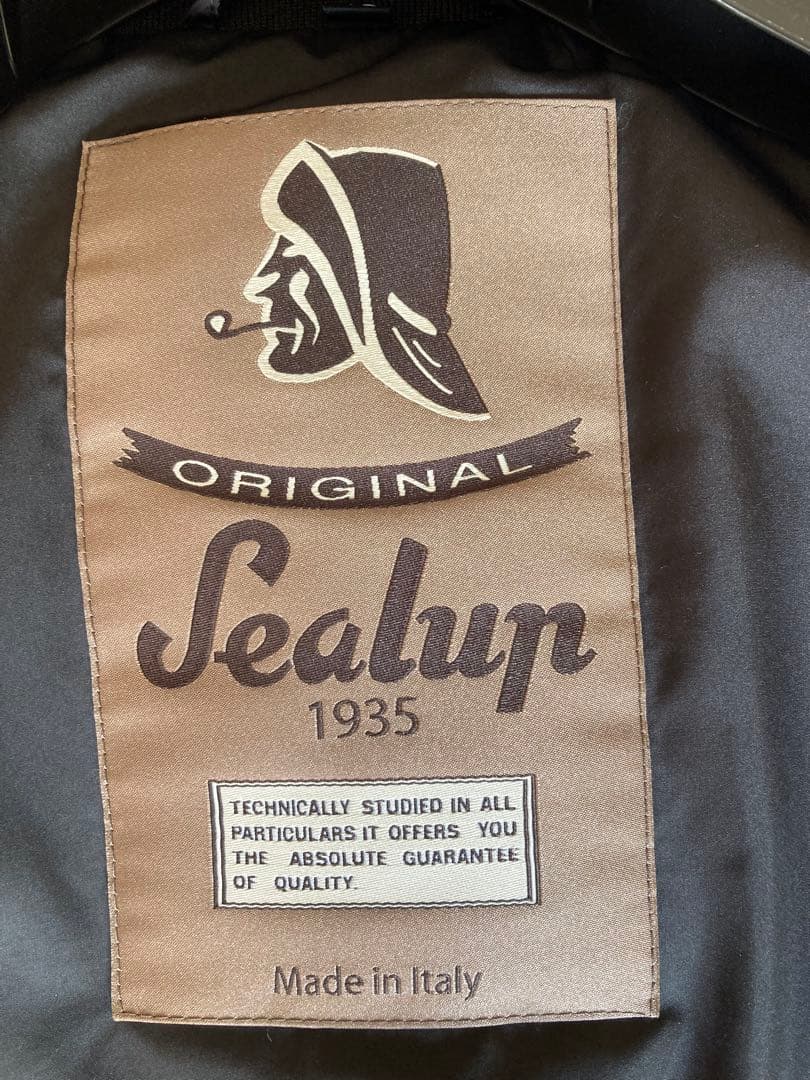 ORIGINAL
Sealup
1935
TECHNICALLY STUDIED IN ALL
PARTICULARS IT OFFERS YOU
THE ABSOLUTE GUARANTEE
OF QUALITY.
Made in Italy